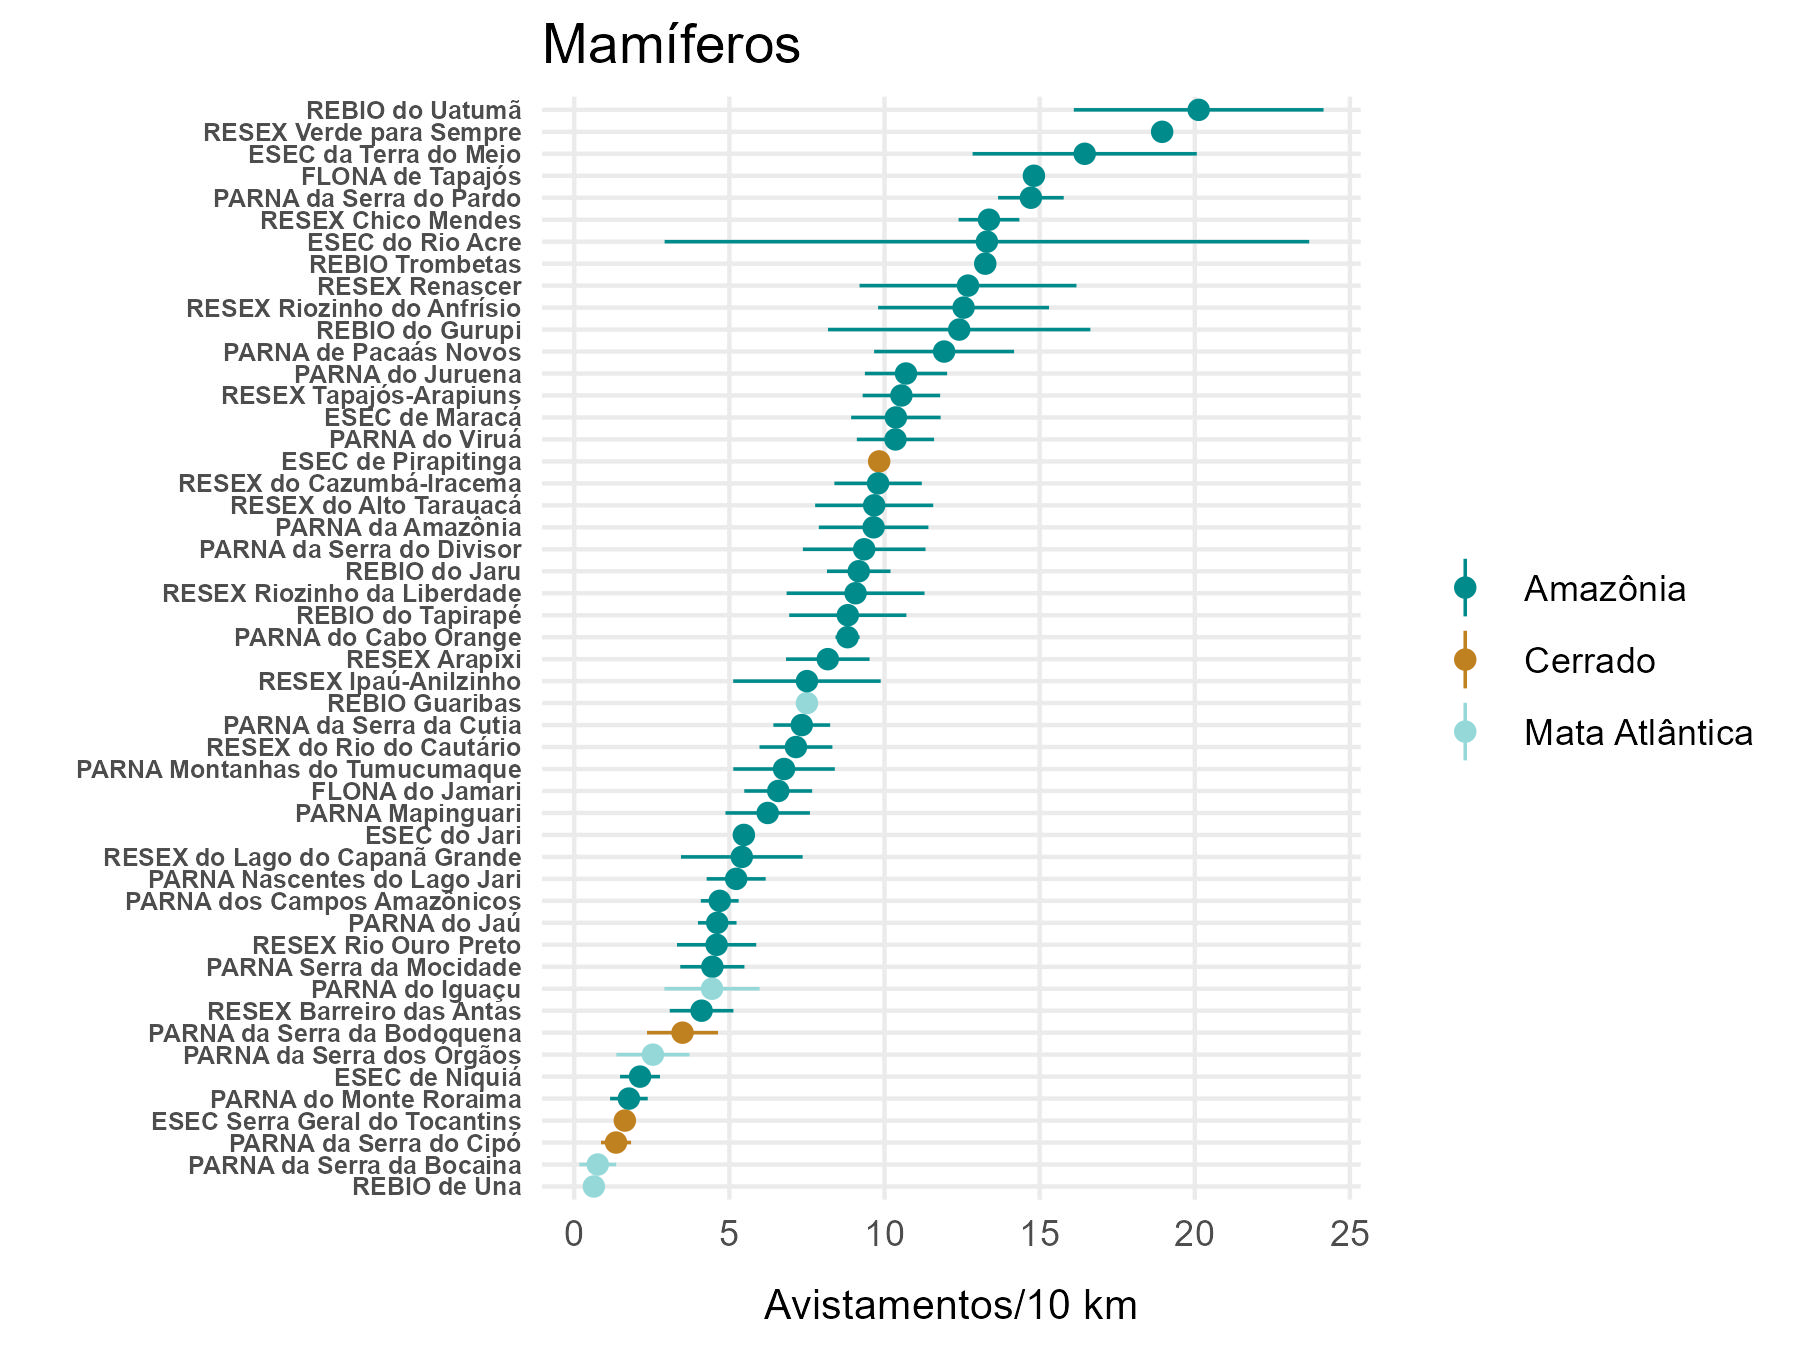 Mamíferos
REBIO do Uatumã
RESEX Verde para Sempre
ESEC da Terra do Meio
FLONA de Tapajós
PARNA da Serra do Pardo
RESEX Chico Mendes
ESEC do Rio Acre
REBIO Trombetas
RESEX Renascer
RESEX Riozinho do Anfrísio
REBIO do Gurupi
PARNA de Pacaás Novos
PARNA do Juruena
RESEX Tapajós-Arapiuns
ESEC de Maracá
PARNA do Viruá
ESEC de Pirapitinga
RESEX do Cazumbá-Iracema
RESEX do Alto Tarauacá
PARNA da Amazônia
PARNA da Serra do Divisor
REBIO do Jaru
RESEX Riozinho da Liberdade
REBIO do Tapirapé
PARNA do Cabo Orange
RESEX Arapixi
RESEX Ipaú-Anilzinho
REBIO Guaribas
PARNA da Serra da Cutia
RESEX do Rio do Cautário
PARNA Montanhas do Tumucumaque
FLONA do Jamari
PARNA Mapinguari
ESEC do Jari
RESEX do Lago do Capanã Grande
PARNA Nascentes do Lago Jari
PARNA dos Campos Amazônicos
PARNA do Jaú
RESEX Rio Ouro Preto
PARNA Serra da Mocidade
PARNA do Iguaçu
RESEX Barreiro das Antas
PARNA da Serra da Bodoquena
PARNA da Serra dos Órgãos
ESEC de Niquiá
PARNA do Monte Roraima
ESEC Serra Geral do Tocantins
PARNA da Serra do Cipó
PARNA da Serra da Bocaina
REBIO de Una
0 5 10 15 20 25
Avistamentos/10 km
Amazônia
Cerrado
Mata Atlântica